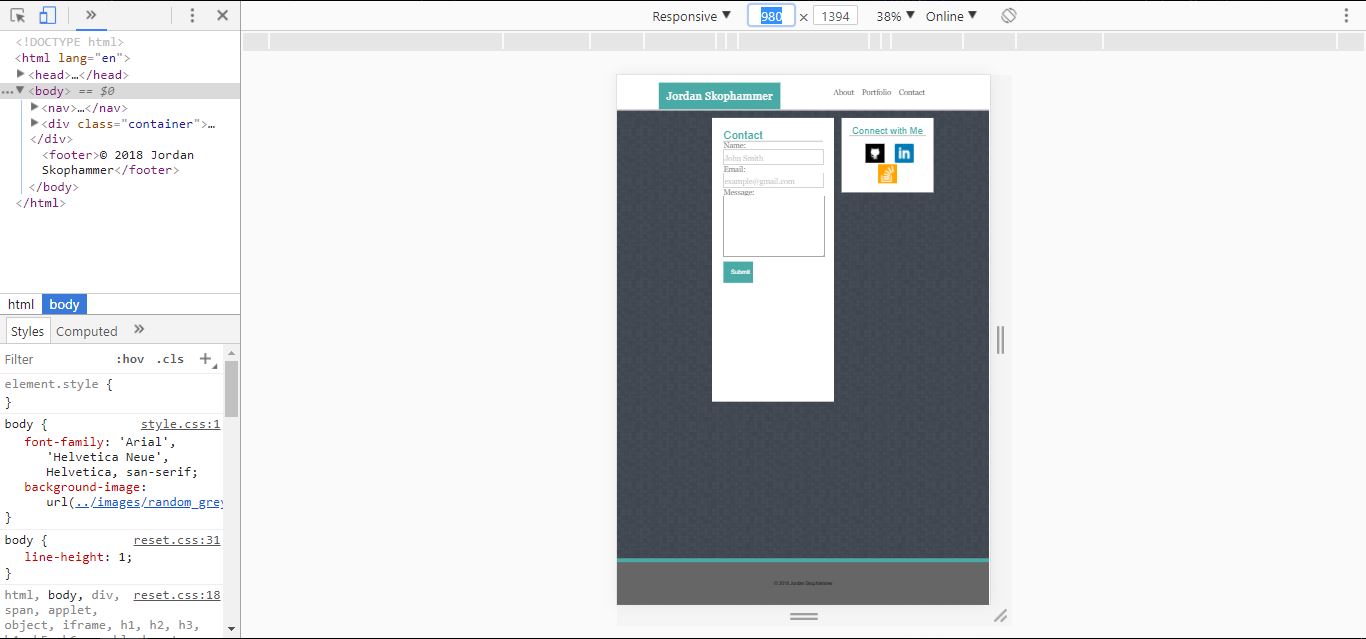 Responsive ▼ 980 × 1394 38% ▼ Online ▼
<!DOCTYPE html>
<html lang="en">
<head>…</head>
<body> == $0
<nav>…</nav>
<div class="container">…
</div>
<footer>© 2018 Jordan
Skophammer</footer>
</body>
</html>
html body
Styles Computed »
Filter :hov .cls +
element.style {
}
body { style.css:1
font-family: 'Arial',
'Helvetica Neue',
Helvetica, san-serif;
background-image:
url(../images/random_grey
}
body { reset.css:31
line-height: 1;
}
html, body, div, reset.css:18
span, applet,
object, iframe, h1, h2, h3,
Jordan Skophammer
About Portfolio Contact
Contact
Name:
John Smith
Email:
example@gmail.com
Message:
Submit
Connect with Me
in
© 2018 Jordan Skophammer